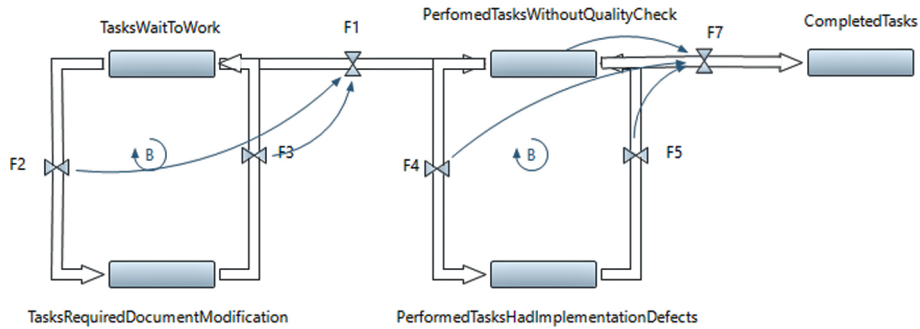 PerfomedTasksWithoutQualityCheck
CompletedTasks
TasksWaitToWork
F1
F7
F2
B
F3
F4
B
F5
TasksRequiredDocumentModification
PerformedTasksHadImplementationDefects